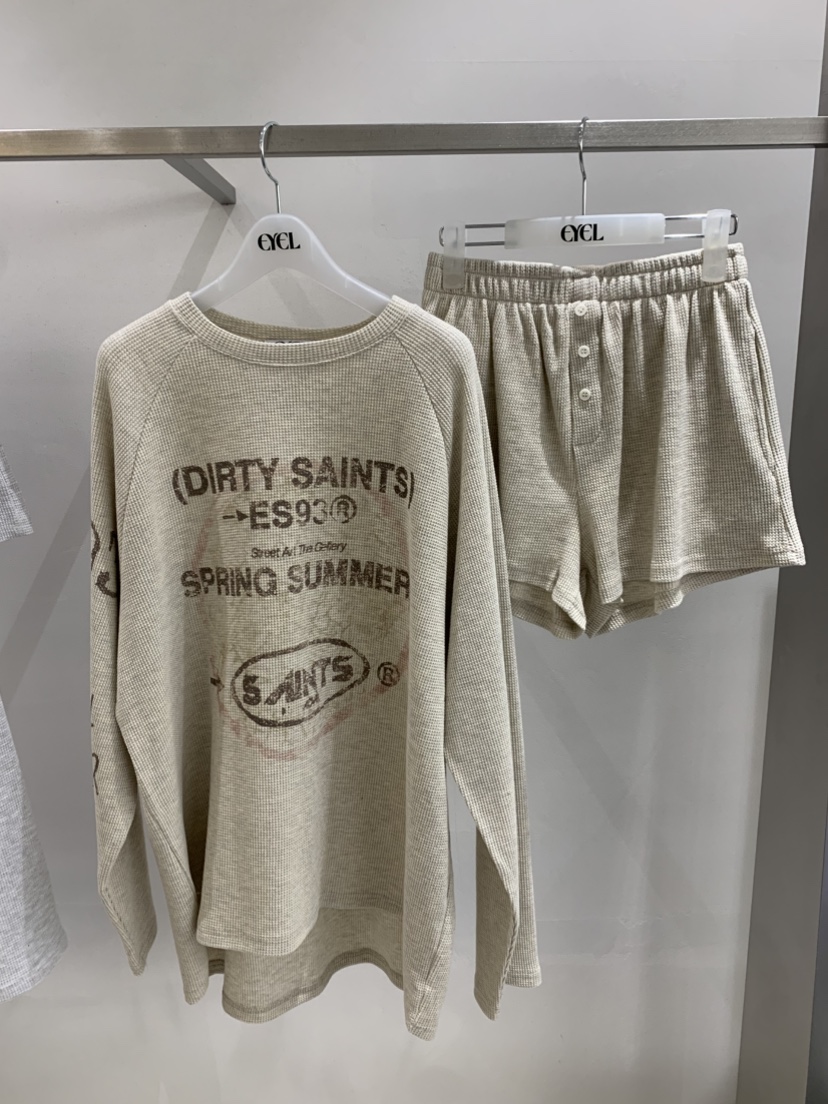 EYEL
EYEL
(DIRTY SAINTS)
→ES93®
Street Art The Gallery
SPRING SUMMER
SAINTS ®